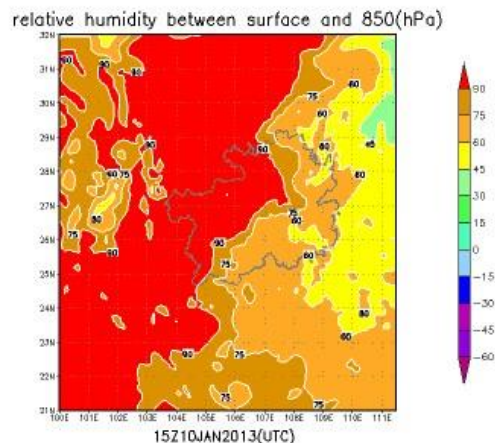 relative humidity between surface and 850(hPa)
32N
31N
30N
29N
28N
27N
26N
25N
24N
23N
22N
21N
100E 101E 102E 103E 104E 105E 106E 107E 108E 109E 110E 111E
15Z10JAN2013(UTC)
90
75
60
45
30
15
0
-15
-30
-45
-60